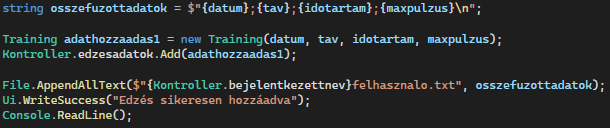 string osszefuzottadatok = $"{datum};{tav};{idotartam};{maxpulzus}\n";
Training adathozzaadas1 = new Training(datum, tav, idotartam, maxpulzus);
Kontroller.edzesadatok.Add(adathozzaadas1);
File.AppendAllText($"{Kontroller.bejelentkezettnev}felhasznalo.txt", osszefuzottadatok);
Ui.WriteSuccess("Edzés sikeresen hozzáadva");
Console.ReadLine();